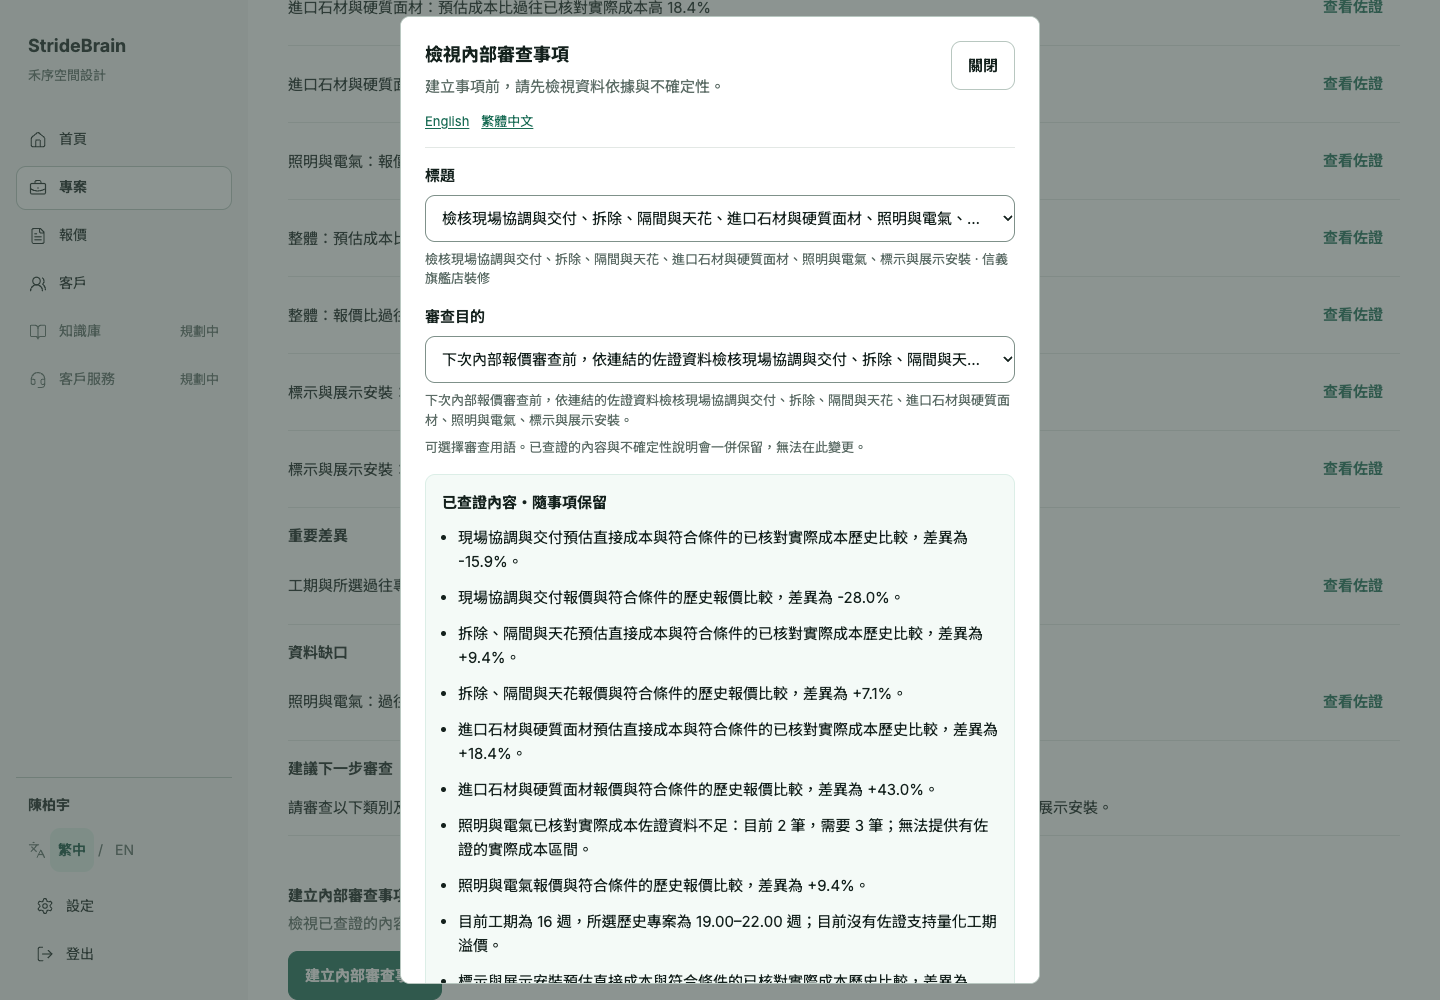 StrideBrain
禾序空間設計
首頁
專案
報價
客戶
知識庫 規劃中
客戶服務 規劃中
陳柏宇
繁中 / EN
設定
登出
進口石材與硬質面材：預估成本比過往已核對實際成本高 18.4% 查看佐證
進口石材與硬質面 查看佐證
照明與電氣：報價 查看佐證
整體：預估成本比 查看佐證
整體：報價比過往 查看佐證
標示與展示安裝： 查看佐證
標示與展示安裝： 查看佐證
重要差異
工期與所選過往專 查看佐證
資料缺口
照明與電氣：過往 查看佐證
建議下一步審查
請審查以下類別及 展示安裝。
建立內部審查事項
檢視已查證的內容
建立內部審查事
檢視內部審查事項
關閉
建立事項前，請先檢視資料依據與不確定性。
English 繁體中文
標題
檢核現場協調與交付、拆除、隔間與天花、進口石材與硬質面材、照明與電氣、...
檢核現場協調與交付、拆除、隔間與天花、進口石材與硬質面材、照明與電氣、標示與展示安裝 · 信義
旗艦店裝修
審查目的
下次內部報價審查前，依連結的佐證資料檢核現場協調與交付、拆除、隔間與天...
下次內部報價審查前，依連結的佐證資料檢核現場協調與交付、拆除、隔間與天花、進口石材與硬質面
材、照明與電氣、標示與展示安裝。
可選擇審查用語。已查證的內容與不確定性說明會一併保留，無法在此變更。
已查證內容・隨事項保留
• 現場協調與交付預估直接成本與符合條件的已核對實際成本歷史比較，差異為
-15.9%。
• 現場協調與交付報價與符合條件的歷史報價比較，差異為 -28.0%。
• 拆除、隔間與天花預估直接成本與符合條件的已核對實際成本歷史比較，差異為
+9.4%。
• 拆除、隔間與天花報價與符合條件的歷史報價比較，差異為 +7.1%。
• 進口石材與硬質面材預估直接成本與符合條件的已核對實際成本歷史比較，差異為
+18.4%。
• 進口石材與硬質面材報價與符合條件的歷史報價比較，差異為 +43.0%。
• 照明與電氣已核對實際成本佐證資料不足：目前 2 筆，需要 3 筆；無法提供有佐
證的實際成本區間。
• 照明與電氣報價與符合條件的歷史報價比較，差異為 +9.4%。
• 目前工期為 16 週，所選歷史專案為 19.00–22.00 週；目前沒有佐證支持量化工期
溢價。
• 標示與展示安裝預估直接成本與符合條件的已核對實際成本歷史比較，差異為